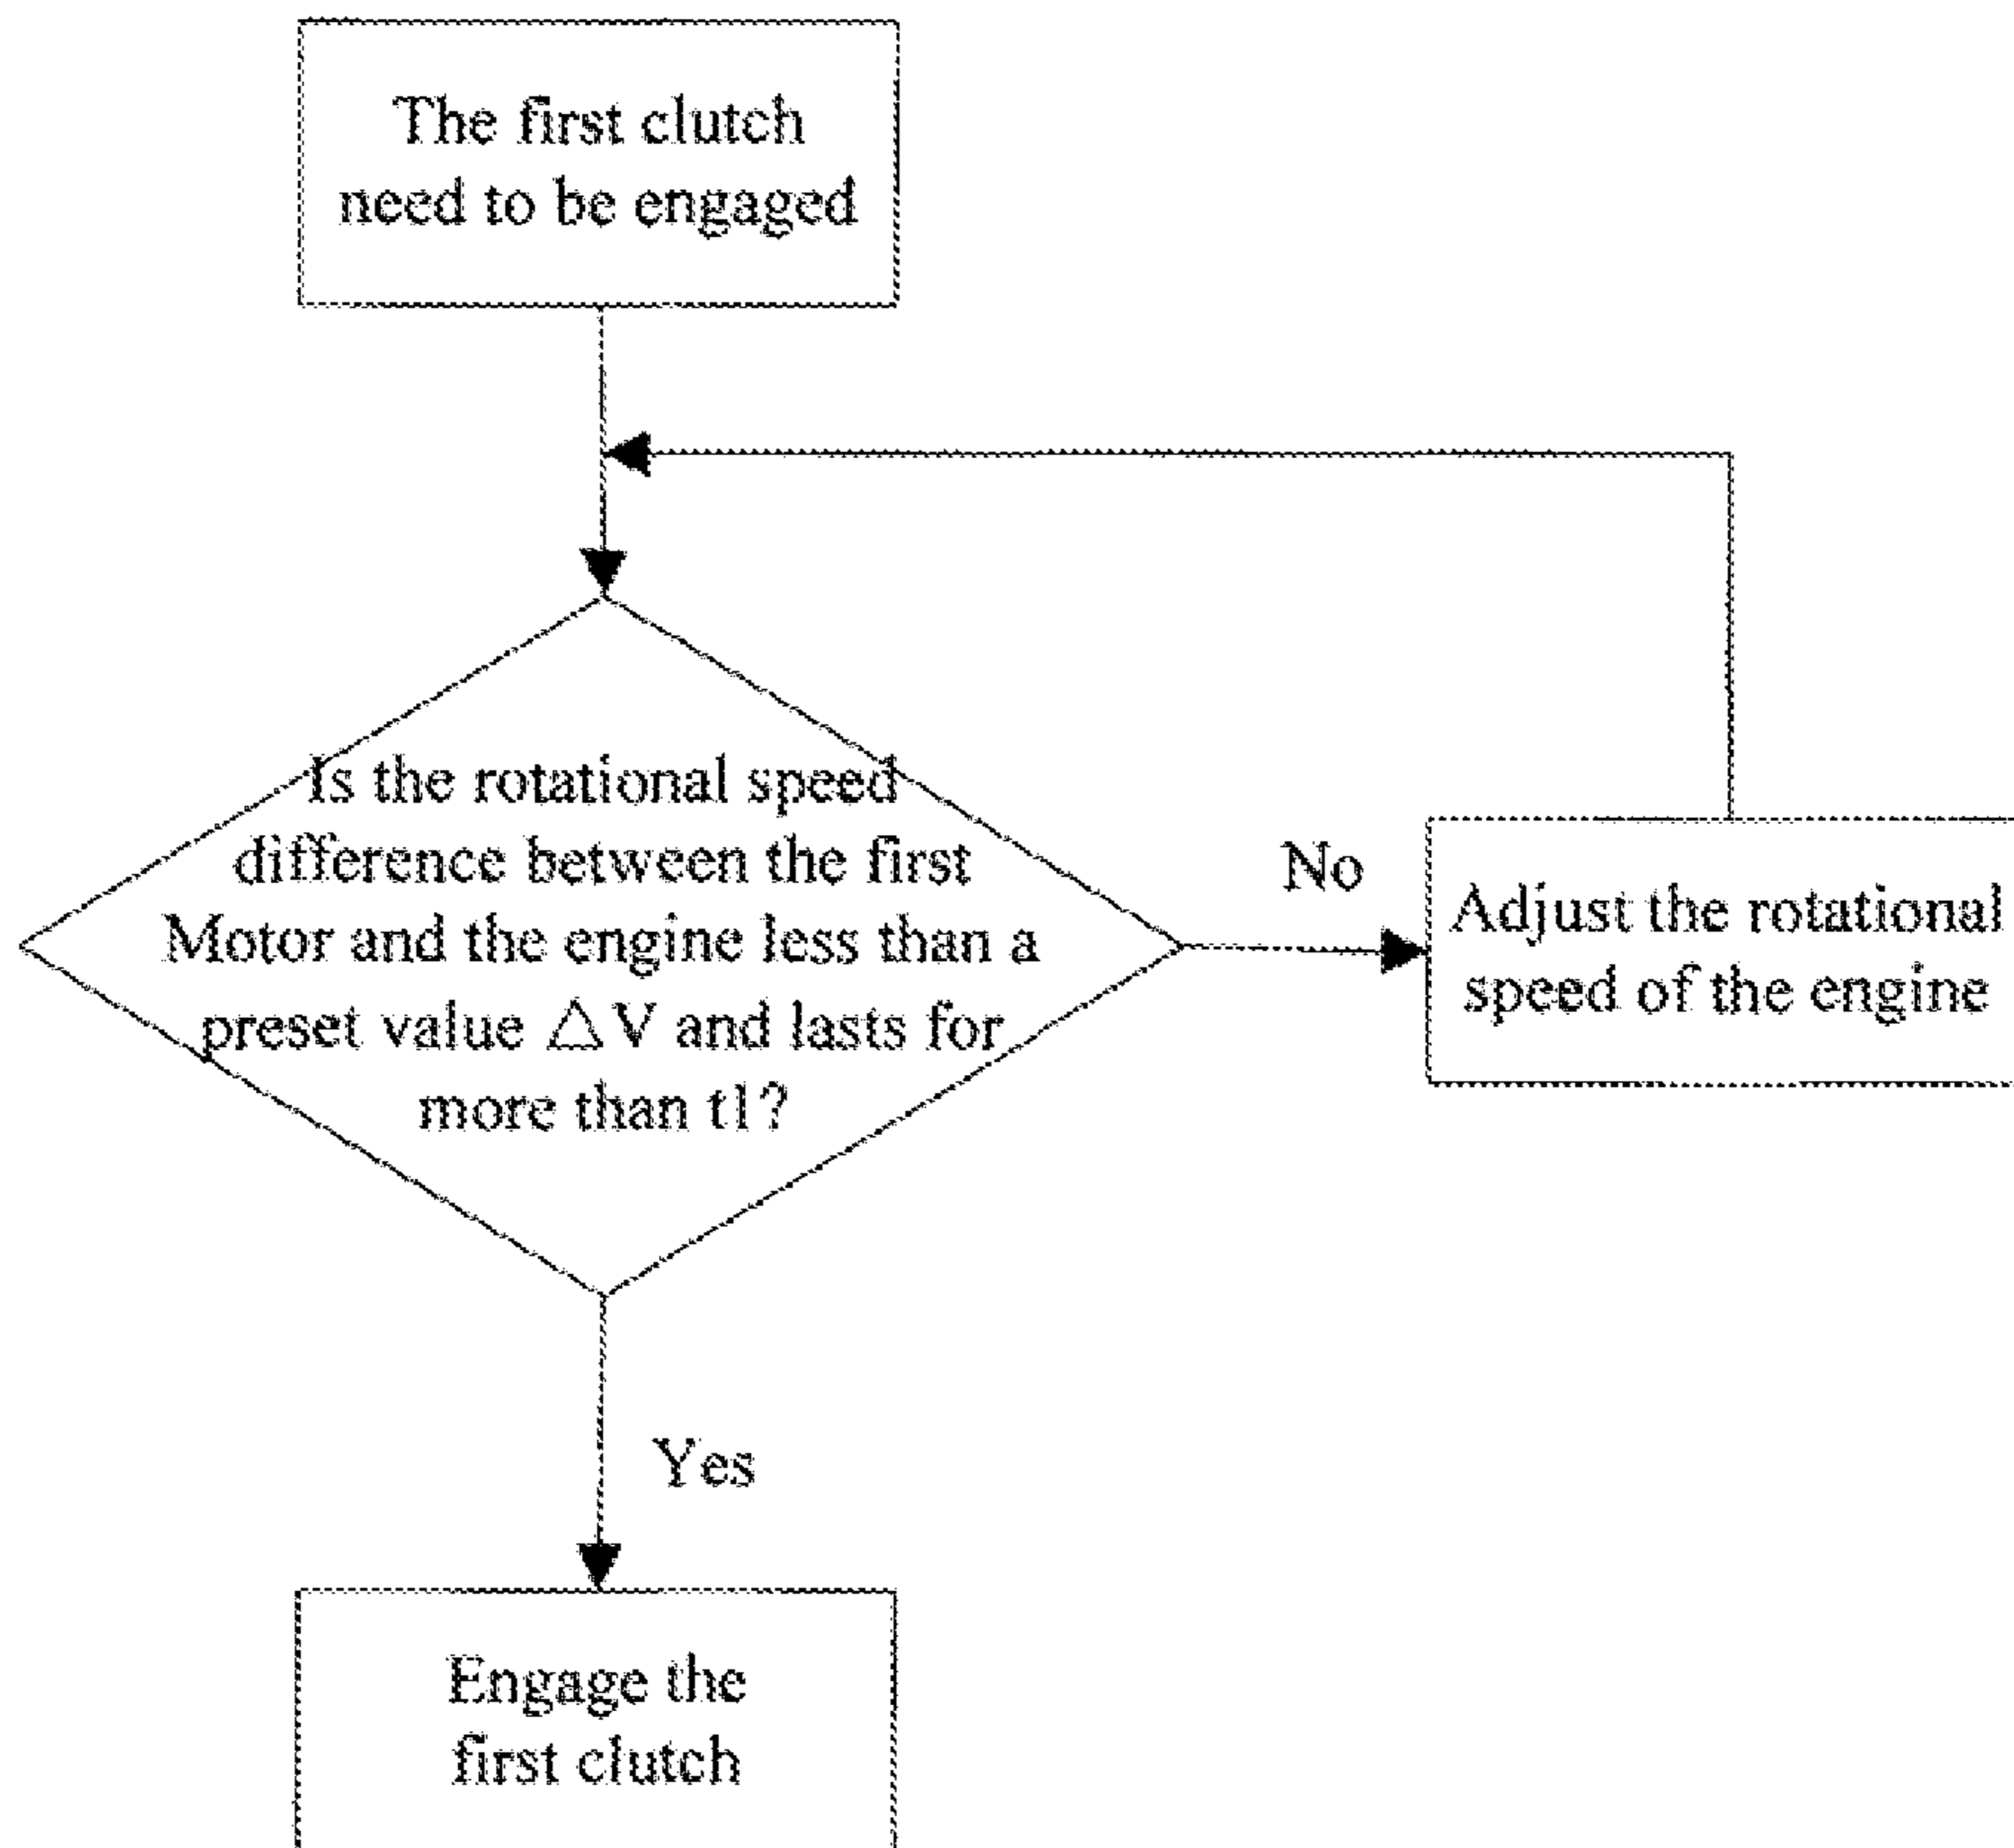 The first clutch
need to be engaged
Is the rotational speed
difference between the first
Motor and the engine less than a
preset value △V and lasts for
more than t1?
No
Adjust the rotational
speed of the engine
Yes
Engage the
first clutch